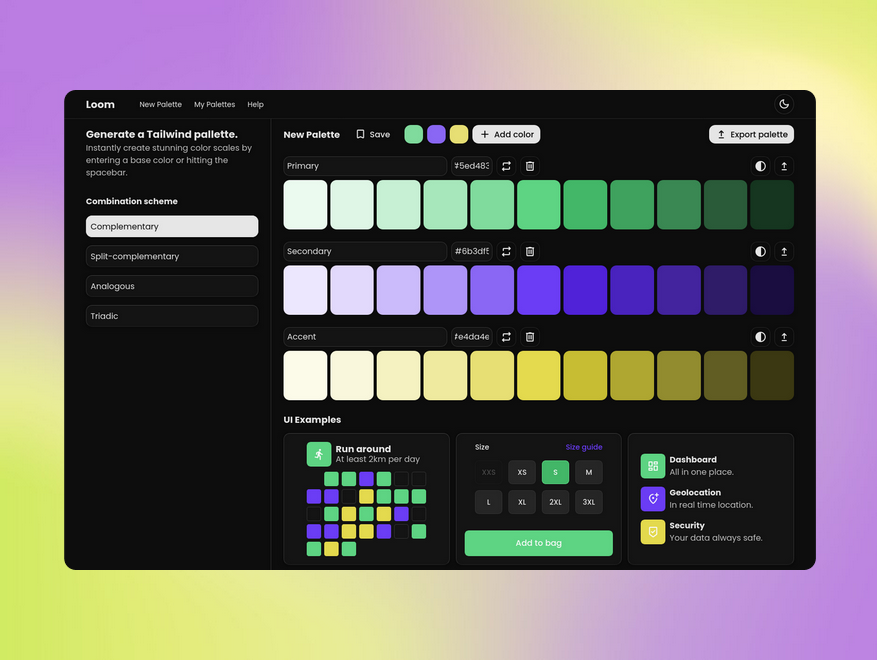 Loom
New Palette
My Palettes
Help
Generate a Tailwind pallette.
Instantly create stunning color scales by
entering a base color or hitting the
spacebar.
Combination scheme
Complementary
Split-complementary
Analogous
Triadic
New Palette
Save
Add color
Export palette
Primary
#5ed483
Secondary
#6b3df5
Accent
#e4da4e
UI Examples
Run around
At least 2km per day
Size
Size guide
XXS
XS
S
M
L
XL
2XL
3XL
Add to bag
Dashboard
All in one place.
Geolocation
In real time location.
Security
Your data always safe.